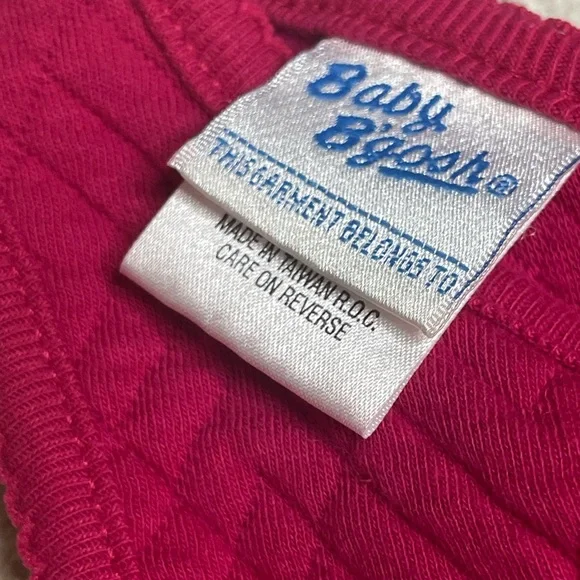 Baby
B'gosh®
THIS GARMENT BELONGS TO:
MADE IN TAIWAN R.O.C.
CARE ON REVERSE